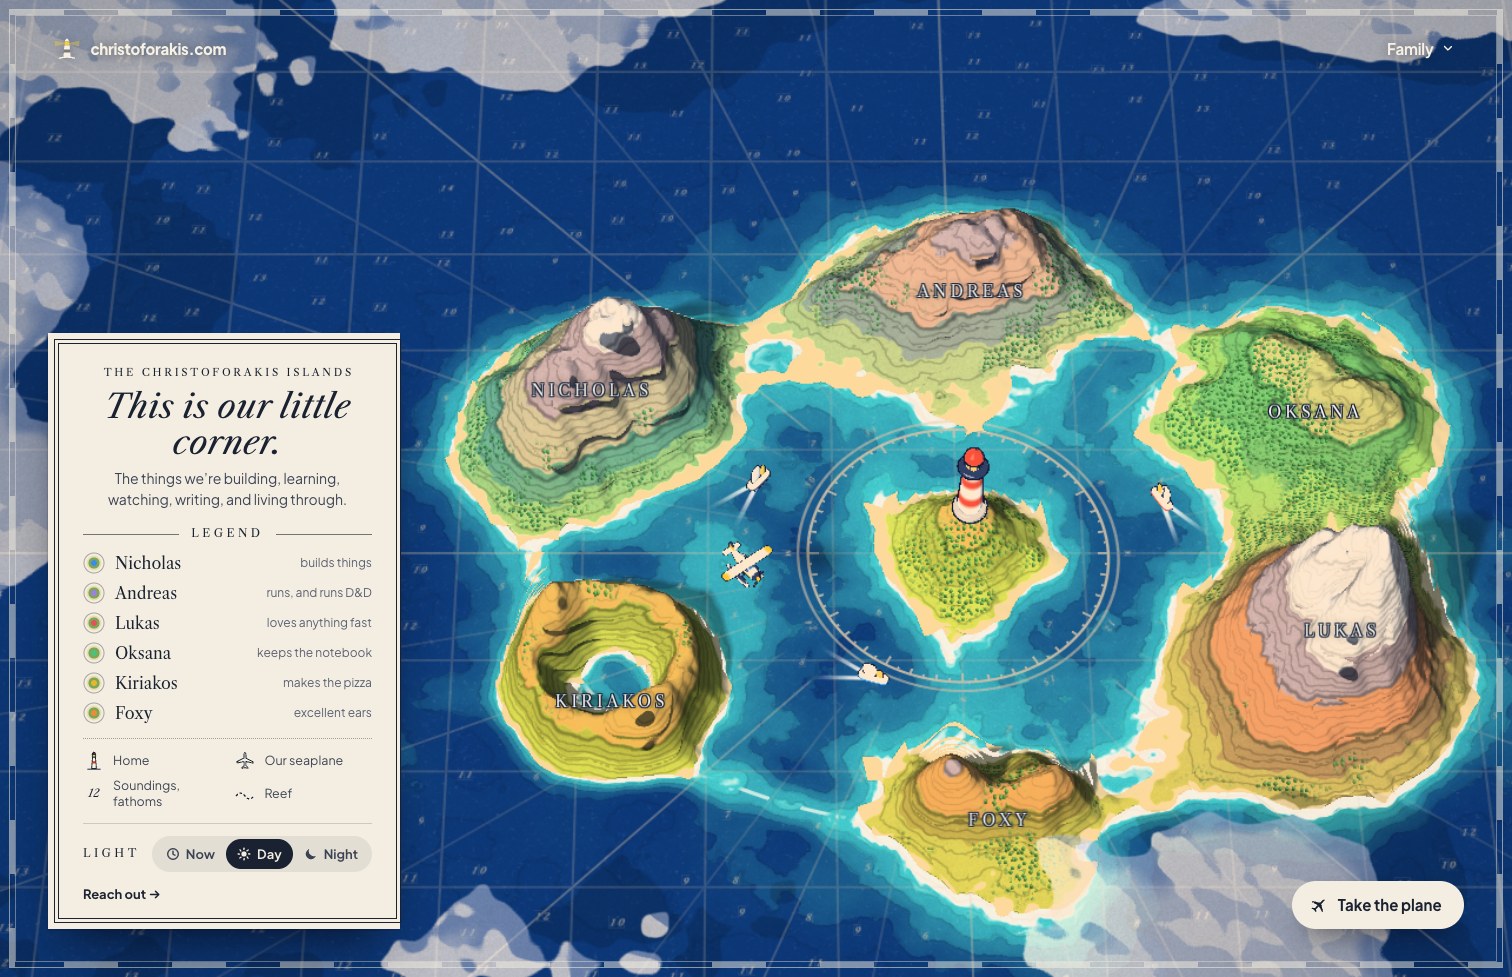 christoforakis.com
Family
ANDREAS
NICHOLAS
OKSANA
LUKAS
KIRIAKOS
FOXY
THE CHRISTOFORAKIS ISLANDS
This is our little
corner.
The things we're building, learning,
watching, writing, and living through.
LEGEND
Nicholas builds things
Andreas runs, and runs D&D
Lukas loves anything fast
Oksana keeps the notebook
Kiriakos makes the pizza
Foxy excellent ears
Home Our seaplane
12 Soundings,
fathoms
Reef
LIGHT Now Day Night
Reach out →
Take the plane